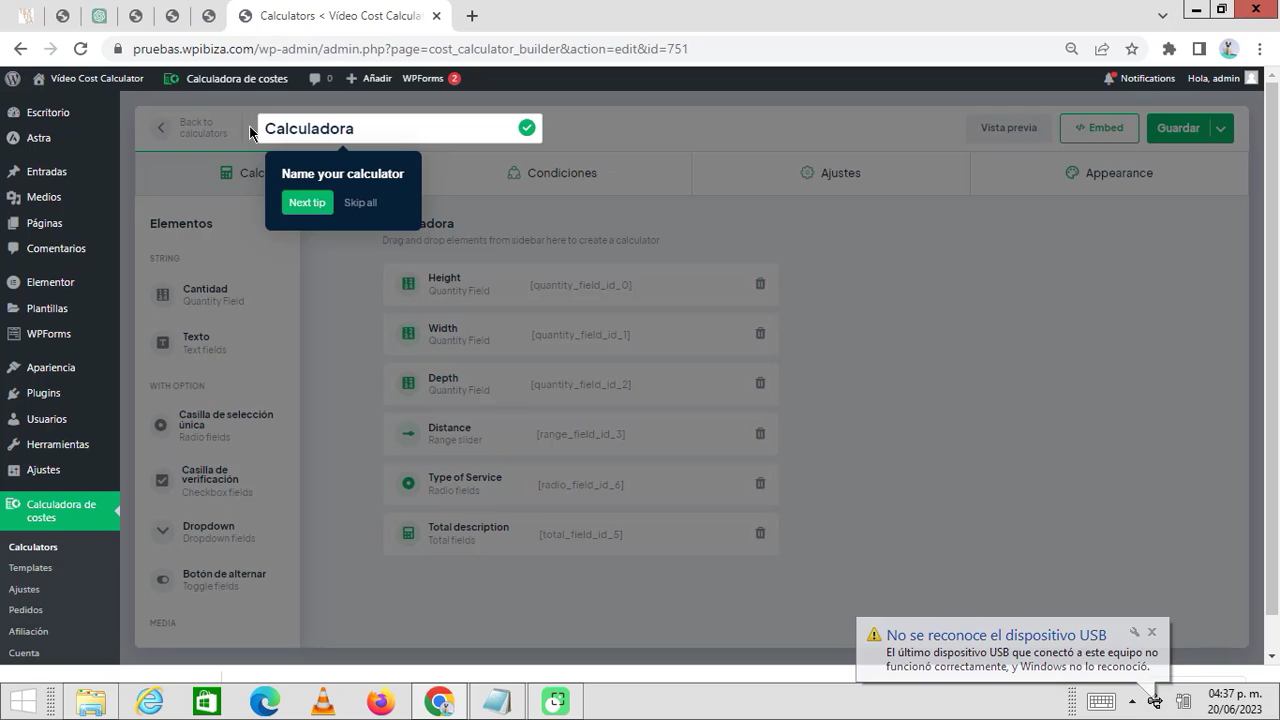 Calculators < Vídeo Cost Calcula
pruebas.wpibiza.com/wp-admin/admin.php?page=cost_calculator_builder&action=edit&id=751
Vídeo Cost Calculator
Calculadora de costes
0
Añadir
WPForms 2
Notifications
Hola, admin
Escritorio
Astra
Entradas
Medios
Páginas
Comentarios
Elementor
Plantillas
WPForms
Apariencia
Plugins
Usuarios
Herramientas
Ajustes
Calculadora de
costes
Calculators
Templates
Ajustes
Pedidos
Afiliación
Cuenta
Back to
calculators
Calculadora
Vista previa
Embed
Guardar
Name your calculator
Next tip
Skip all
Calc
Condiciones
Ajustes
Appearance
Elementos
STRING
Cantidad
Quantity Field
Texto
Text fields
WITH OPTION
Casilla de selección
única
Radio fields
Casilla de
verificación
Checkbox fields
Dropdown
Dropdown fields
Botón de alternar
Toggle fields
MEDIA
adora
Drag and drop elements from sidebar here to create a calculator
Height
Quantity Field
[quantity_field_id_0]
Width
Quantity Field
[quantity_field_id_1]
Depth
Quantity Field
[quantity_field_id_2]
Distance
Range slider
[range_field_id_3]
Type of Service
Radio fields
[radio_field_id_6]
Total description
Total fields
[total_field_id_5]
No se reconoce el dispositivo USB
El último dispositivo USB que conectó a este equipo no
funcionó correctamente, y Windows no lo reconoció.
04:37 p. m.
20/06/2023